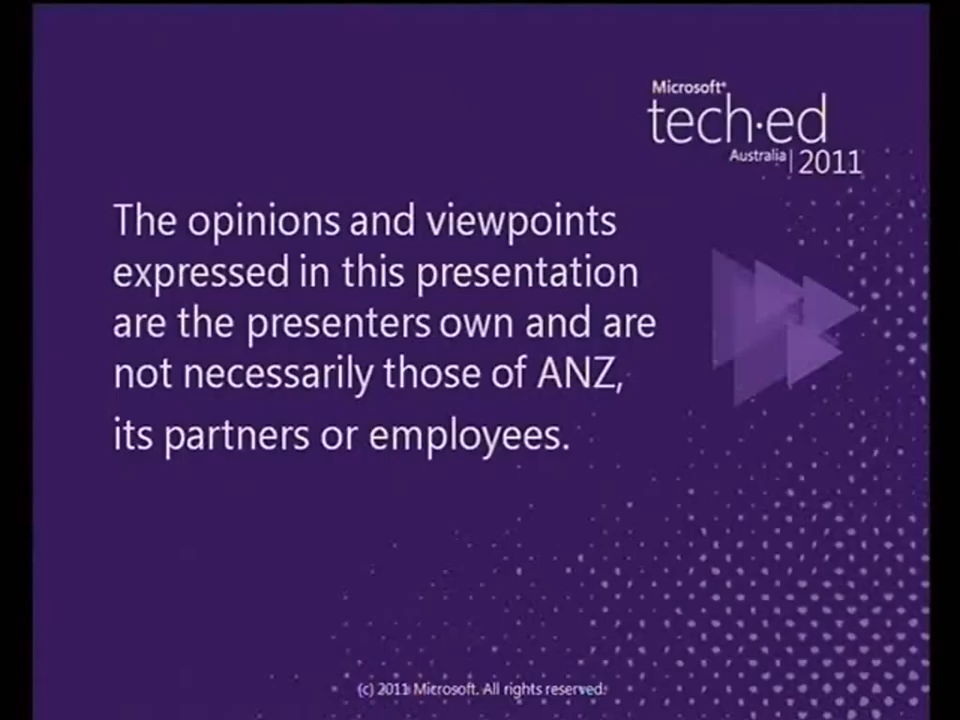 Microsoft®
tech·ed
Australia | 2011
The opinions and viewpoints
expressed in this presentation
are the presenters own and are
not necessarily those of ANZ,
its partners or employees.
(c) 2011 Microsoft. All rights reserved.